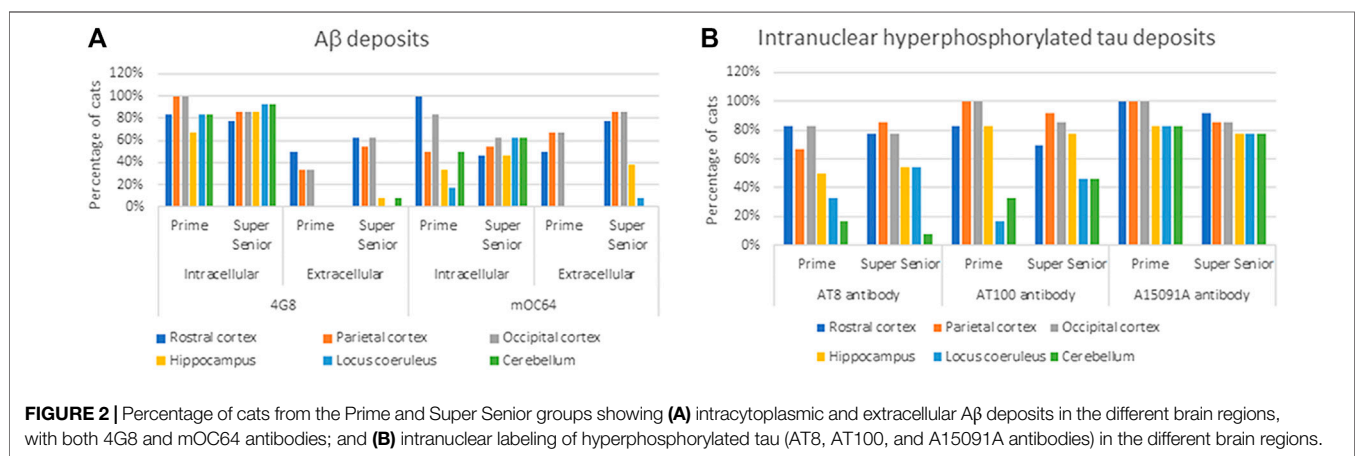 A
Aβ deposits
Percentage of cats
120%
100%
80%
60%
40%
20%
0%
Prime
Super Senior
Prime
Super Senior
Prime
Super Senior
Prime
Super Senior
Intracellular
Extracellular
Intracellular
Extracellular
4G8
mOC64
Rostral cortex
Parietal cortex
Occipital cortex
Hippocampus
Locus coeruleus
Cerebellum
B
Intranuclear hyperphosphorylated tau deposits
Percentage of cats
120%
100%
80%
60%
40%
20%
0%
Prime
Super Senior
Prime
Super Senior
Prime
Super Senior
AT8 antibody
AT100 antibody
A15091A antibody
Rostral cortex
Parietal cortex
Occipital cortex
Hippocampus
Locus coeruleus
Cerebellum
FIGURE 2 | Percentage of cats from the Prime and Super Senior groups showing (A) intracytoplasmic and extracellular Aβ deposits in the different brain regions,
with both 4G8 and mOC64 antibodies; and (B) intranuclear labeling of hyperphosphorylated tau (AT8, AT100, and A15091A antibodies) in the different brain regions.